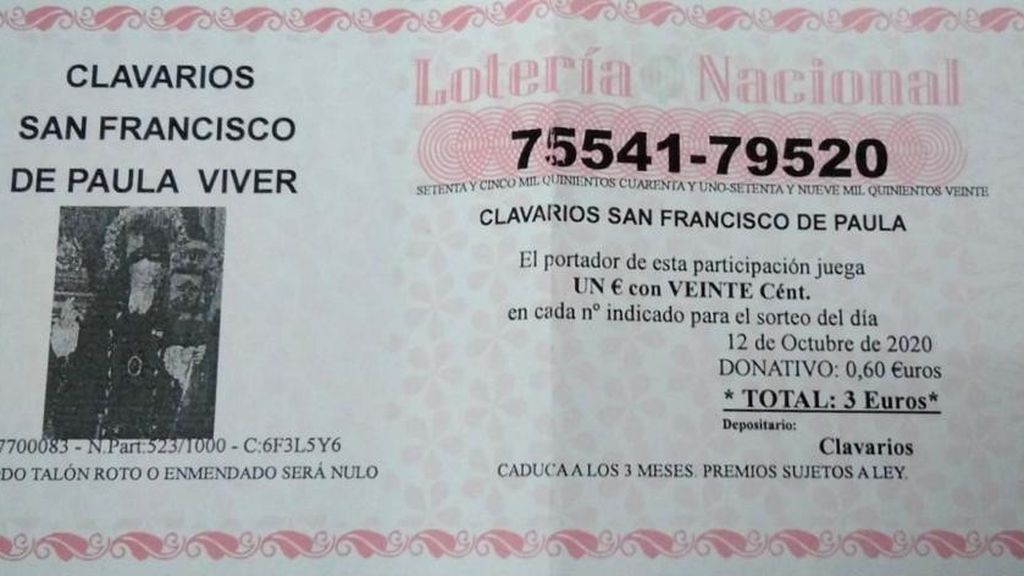 CLAVARIOS
SAN FRANCISCO
DE PAULA VIVER
7700083 - N.Part:523/1000 - C:6F3L5Y6
DO TALÓN ROTO O ENMENDADO SERÁ NULO
Lotería Nacional
75541-79520
SETENTA Y CINCO MIL QUINIENTOS CUARENTA Y UNO-SETENTA Y NUEVE MIL QUINIENTOS VEINTE
CLAVARIOS SAN FRANCISCO DE PAULA
El portador de esta participación juega
UN € con VEINTE Cént.
en cada nº indicado para el sorteo del día
12 de Octubre de 2020
DONATIVO: 0,60 €uros
* TOTAL: 3 Euros*
Depositario:
Clavarios
CADUCA A LOS 3 MESES. PREMIOS SUJETOS A LEY.